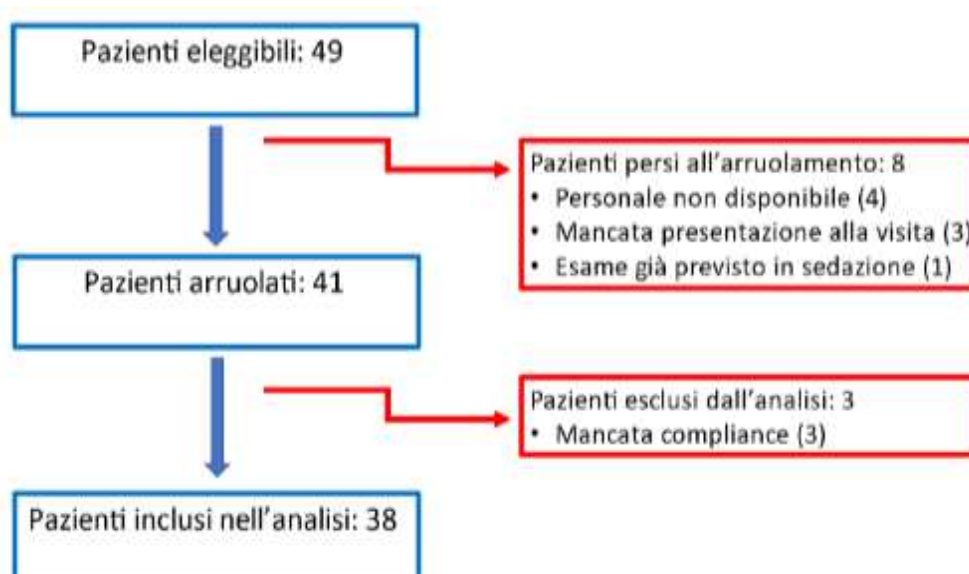 Pazienti eleggibili: 49
Pazienti persi all'arruolamento: 8
• Personale non disponibile (4)
• Mancata presentazione alla visita (3)
• Esame già previsto in sedazione (1)
Pazienti arruolati: 41
Pazienti esclusi dall'analisi: 3
• Mancata compliance (3)
Pazienti inclusi nell'analisi: 38